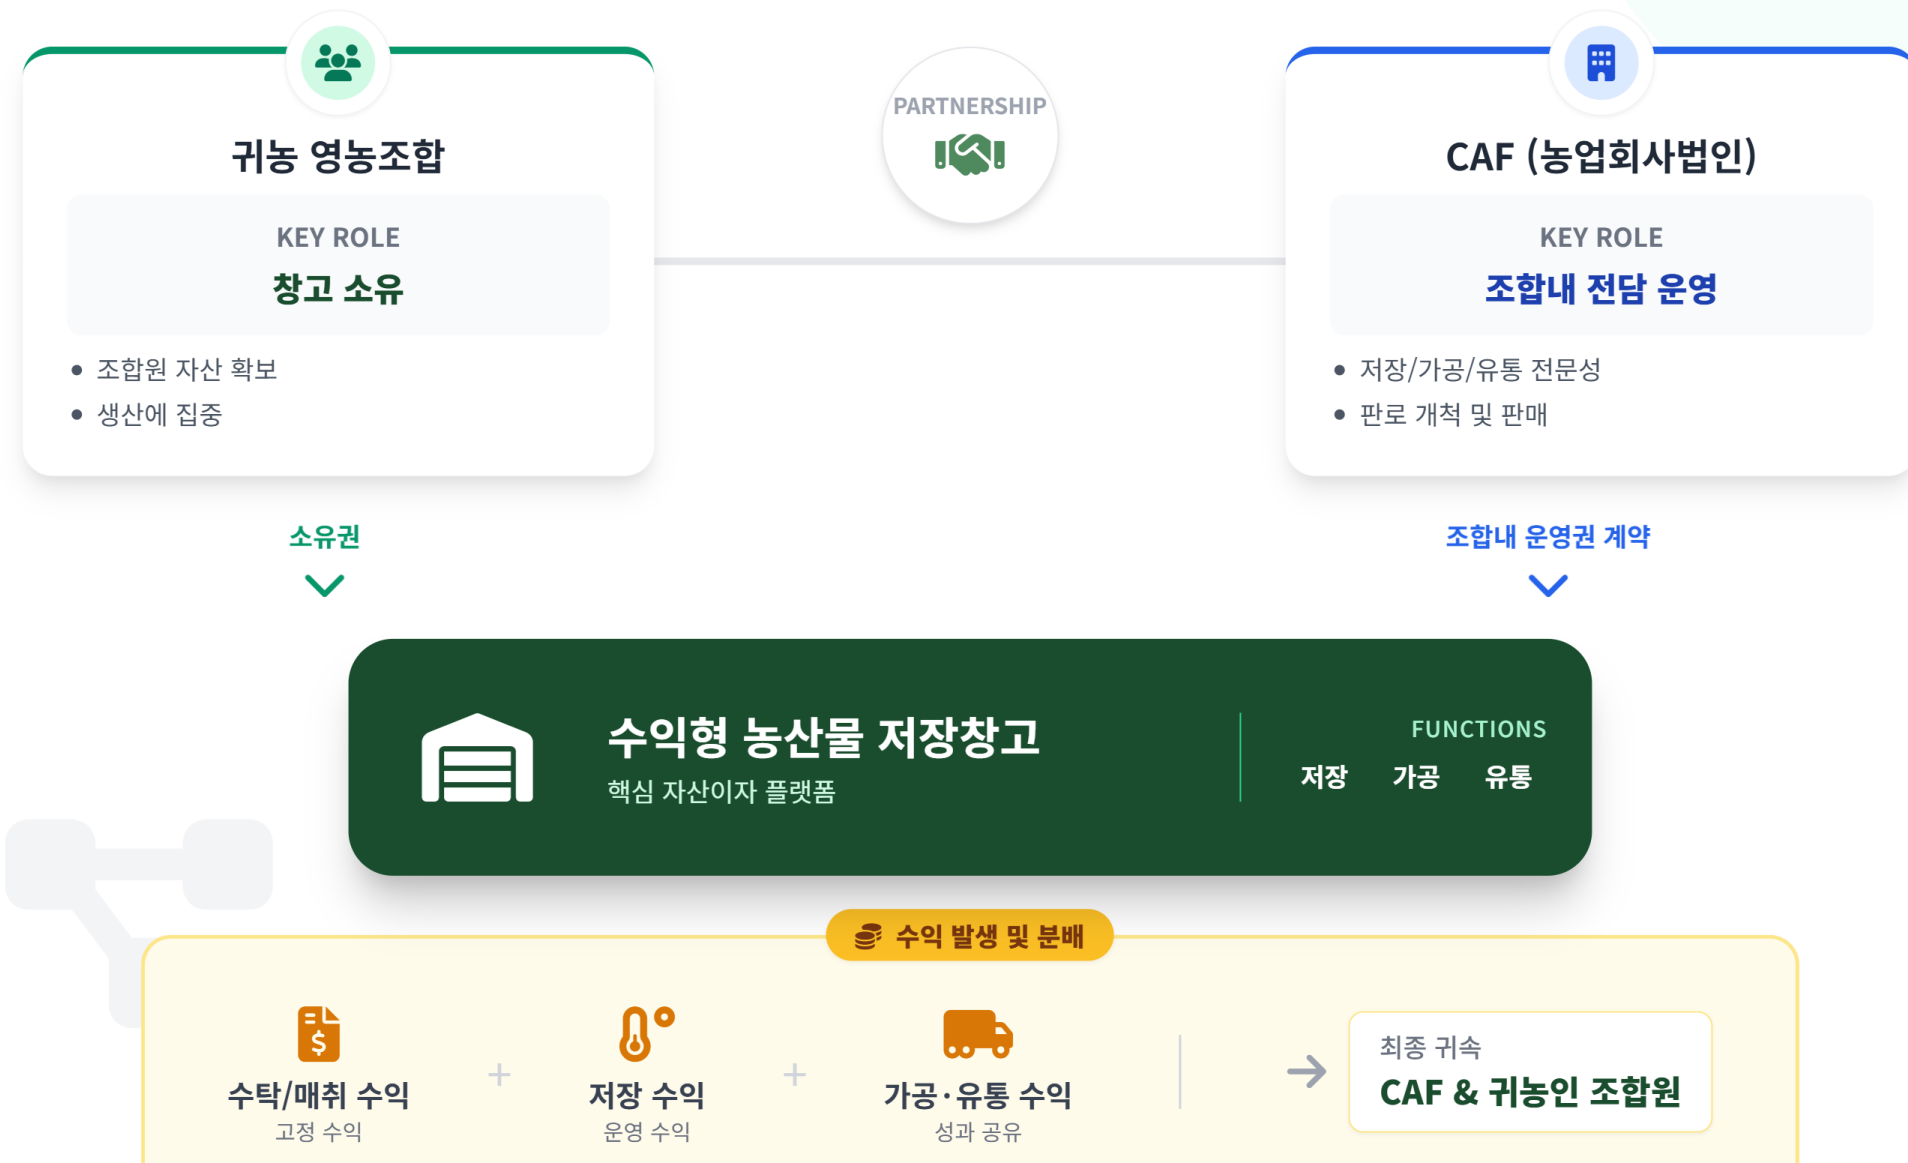 귀농 영농조합
KEY ROLE
창고 소유
조합원 자산 확보
생산에 집중
PARTNERSHIP
CAF (농업회사법인)
KEY ROLE
조합내 전담 운영
저장/가공/유통 전문성
판로 개척 및 판매
소유권
조합내 운영권 계약
수익형 농산물 저장창고
핵심 자산이자 플랫폼
FUNCTIONS
저장 가공 유통
수익 발생 및 분배
수탁/매취 수익
고정 수익
+
저장 수익
운영 수익
+
가공·유통 수익
성과 공유
최종 귀속
CAF & 귀농인 조합원